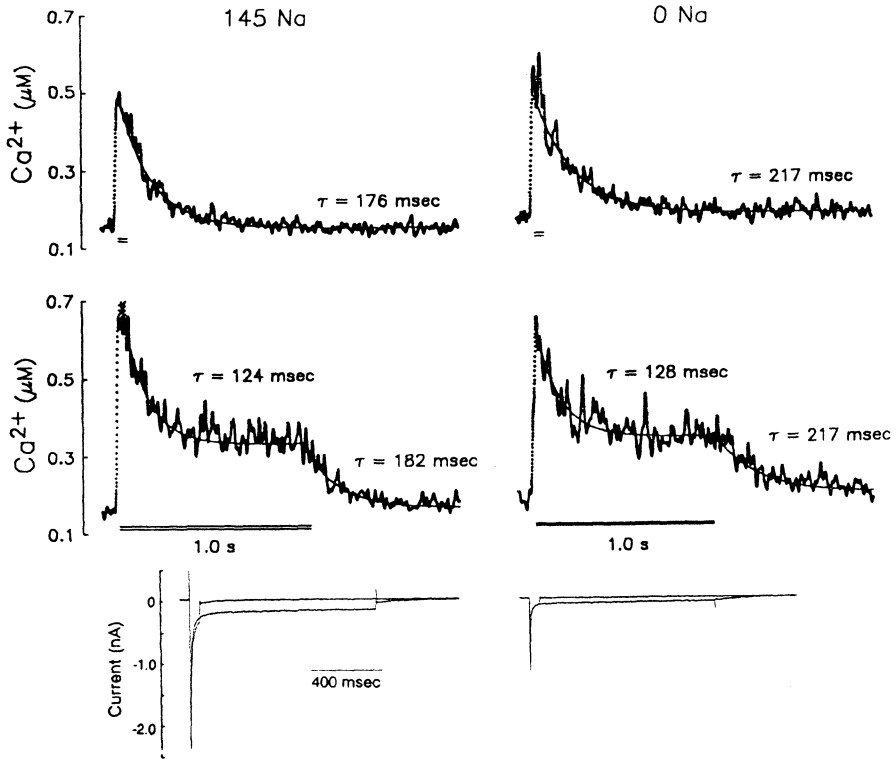 145 Na
0 Na
0.7
0.5
0.3
0.1
Ca²⁺ (μM)
τ = 176 msec
τ = 217 msec
0.7
0.5
0.3
0.1
Ca²⁺ (μM)
τ = 124 msec
τ = 182 msec
τ = 128 msec
τ = 217 msec
1.0 s
1.0 s
0
-1.0
-2.0
Current (nA)
400 msec